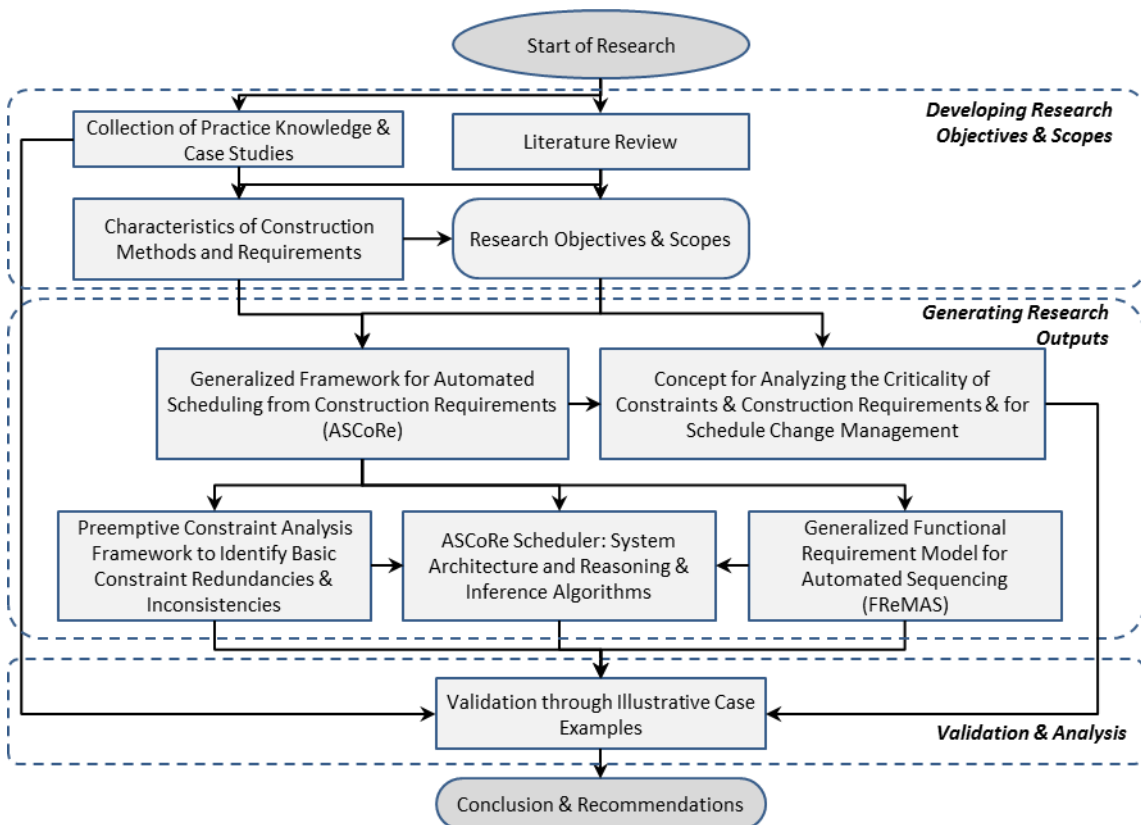 Start of Research
Developing Research
Objectives & Scopes
Collection of Practice Knowledge &
Case Studies
Literature Review
Characteristics of Construction
Methods and Requirements
Research Objectives & Scopes
Generating Research
Outputs
Generalized Framework for Automated
Scheduling from Construction Requirements
(ASCoRe)
Concept for Analyzing the Criticality of
Constraints & Construction Requirements & for
Schedule Change Management
Preemptive Constraint Analysis
Framework to Identify Basic
Constraint Redundancies &
Inconsistencies
ASCoRe Scheduler: System
Architecture and Reasoning &
Inference Algorithms
Generalized Functional
Requirement Model for
Automated Sequencing
(FReMAS)
Validation through Illustrative Case
Examples
Validation & Analysis
Conclusion & Recommendations